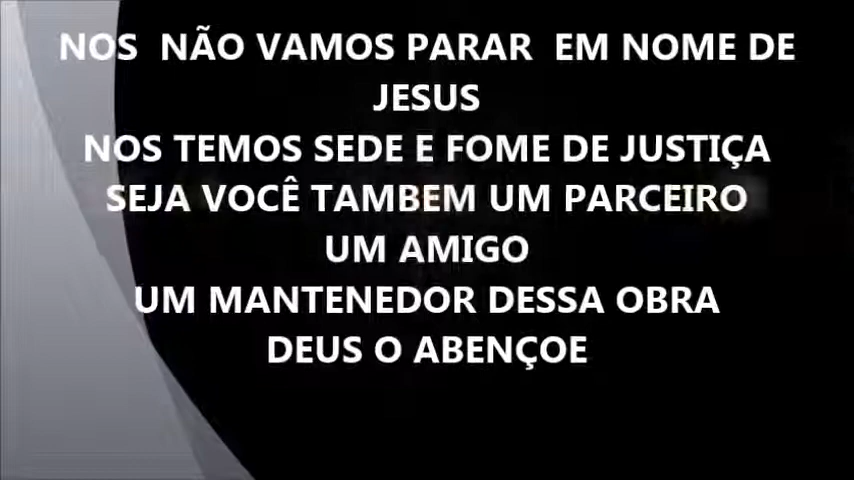 NOS NÃO VAMOS PARAR EM NOME DE
JESUS
NOS TEMOS SEDE E FOME DE JUSTIÇA
SEJA VOCÊ TAMBEM UM PARCEIRO
UM AMIGO
UM MANTENEDOR DESSA OBRA
DEUS O ABENÇOE